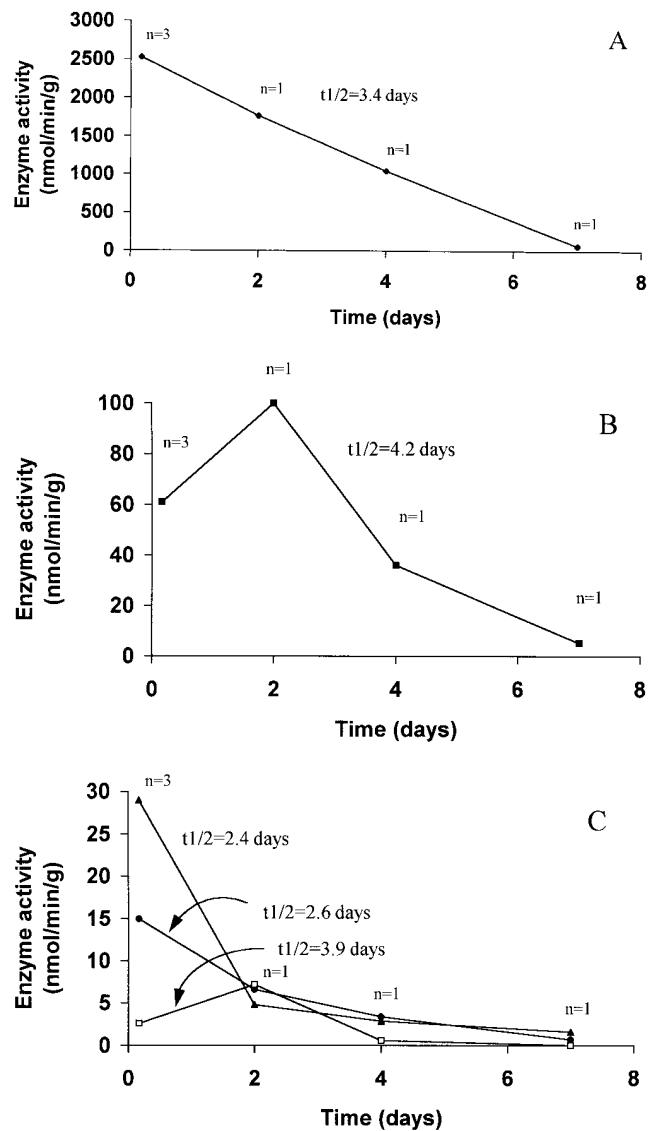 A
3000
2500
2000
1500
1000
500
0
Enzyme activity
(nmol/min/g)
n=3
n=1
t1/2=3.4 days
n=1
n=1
0 2 4 6 8
Time (days)
B
100
80
60
40
20
0
Enzyme activity
(nmol/min/g)
n=1
n=3
t1/2=4.2 days
n=1
n=1
0 2 4 6 8
Time (days)
C
30
25
20
15
10
5
0
Enzyme activity
(nmol/min/g)
n=3
t1/2=2.4 days
t1/2=2.6 days
t1/2=3.9 days
n=1
n=1
n=1
0 2 4 6 8
Time (days)